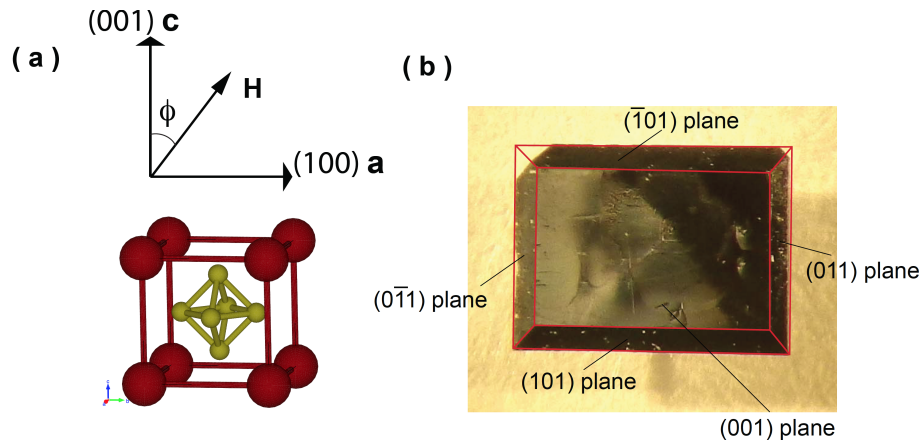 (001) c
( a )
H
ϕ
(100) a
( b )
(1̅01) plane
(011) plane
(01̅1) plane
(101) plane
(001) plane